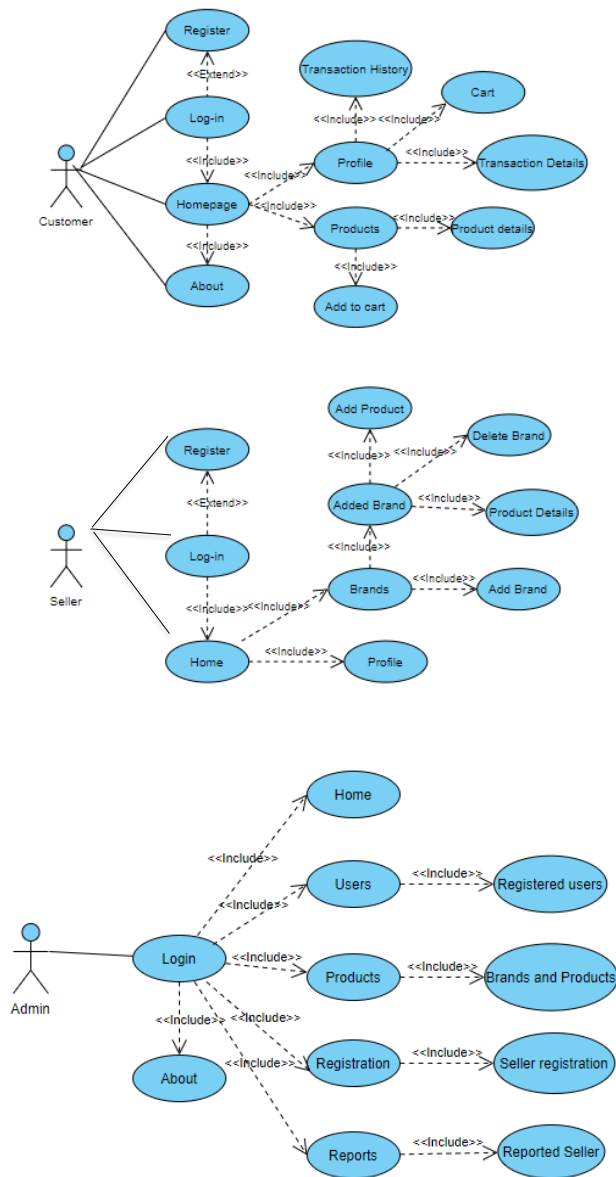 Register
Transaction History
Cart
<<Extend>>
<<Include>>
<<Include>>
Log-in
<<Include>>
Profile
<<Include>>
Transaction Details
<<Include>>
Customer
Homepage
<<Include>>
Products
<<Include>>
Product details
<<Include>>
<<Include>>
About
Add to cart
Add Product
Register
Delete Brand
<<Include>>
<<Include>>
<<Extend>>
Added Brand
<<Include>>
Product Details
Log-in
<<Include>>
Seller
Brands
<<Include>>
Add Brand
<<Include>>
<<Include>>
Home
<<Include>>
Profile
Home
<<Include>>
Users
<<Include>>
Registered users
<<Include>>
Admin
Login
<<Include>>
Products
<<Include>>
Brands and Products
<<Include>>
<<Include>>
About
<<Include>>
Registration
<<Include>>
Seller registration
Reports
<<Include>>
Reported Seller